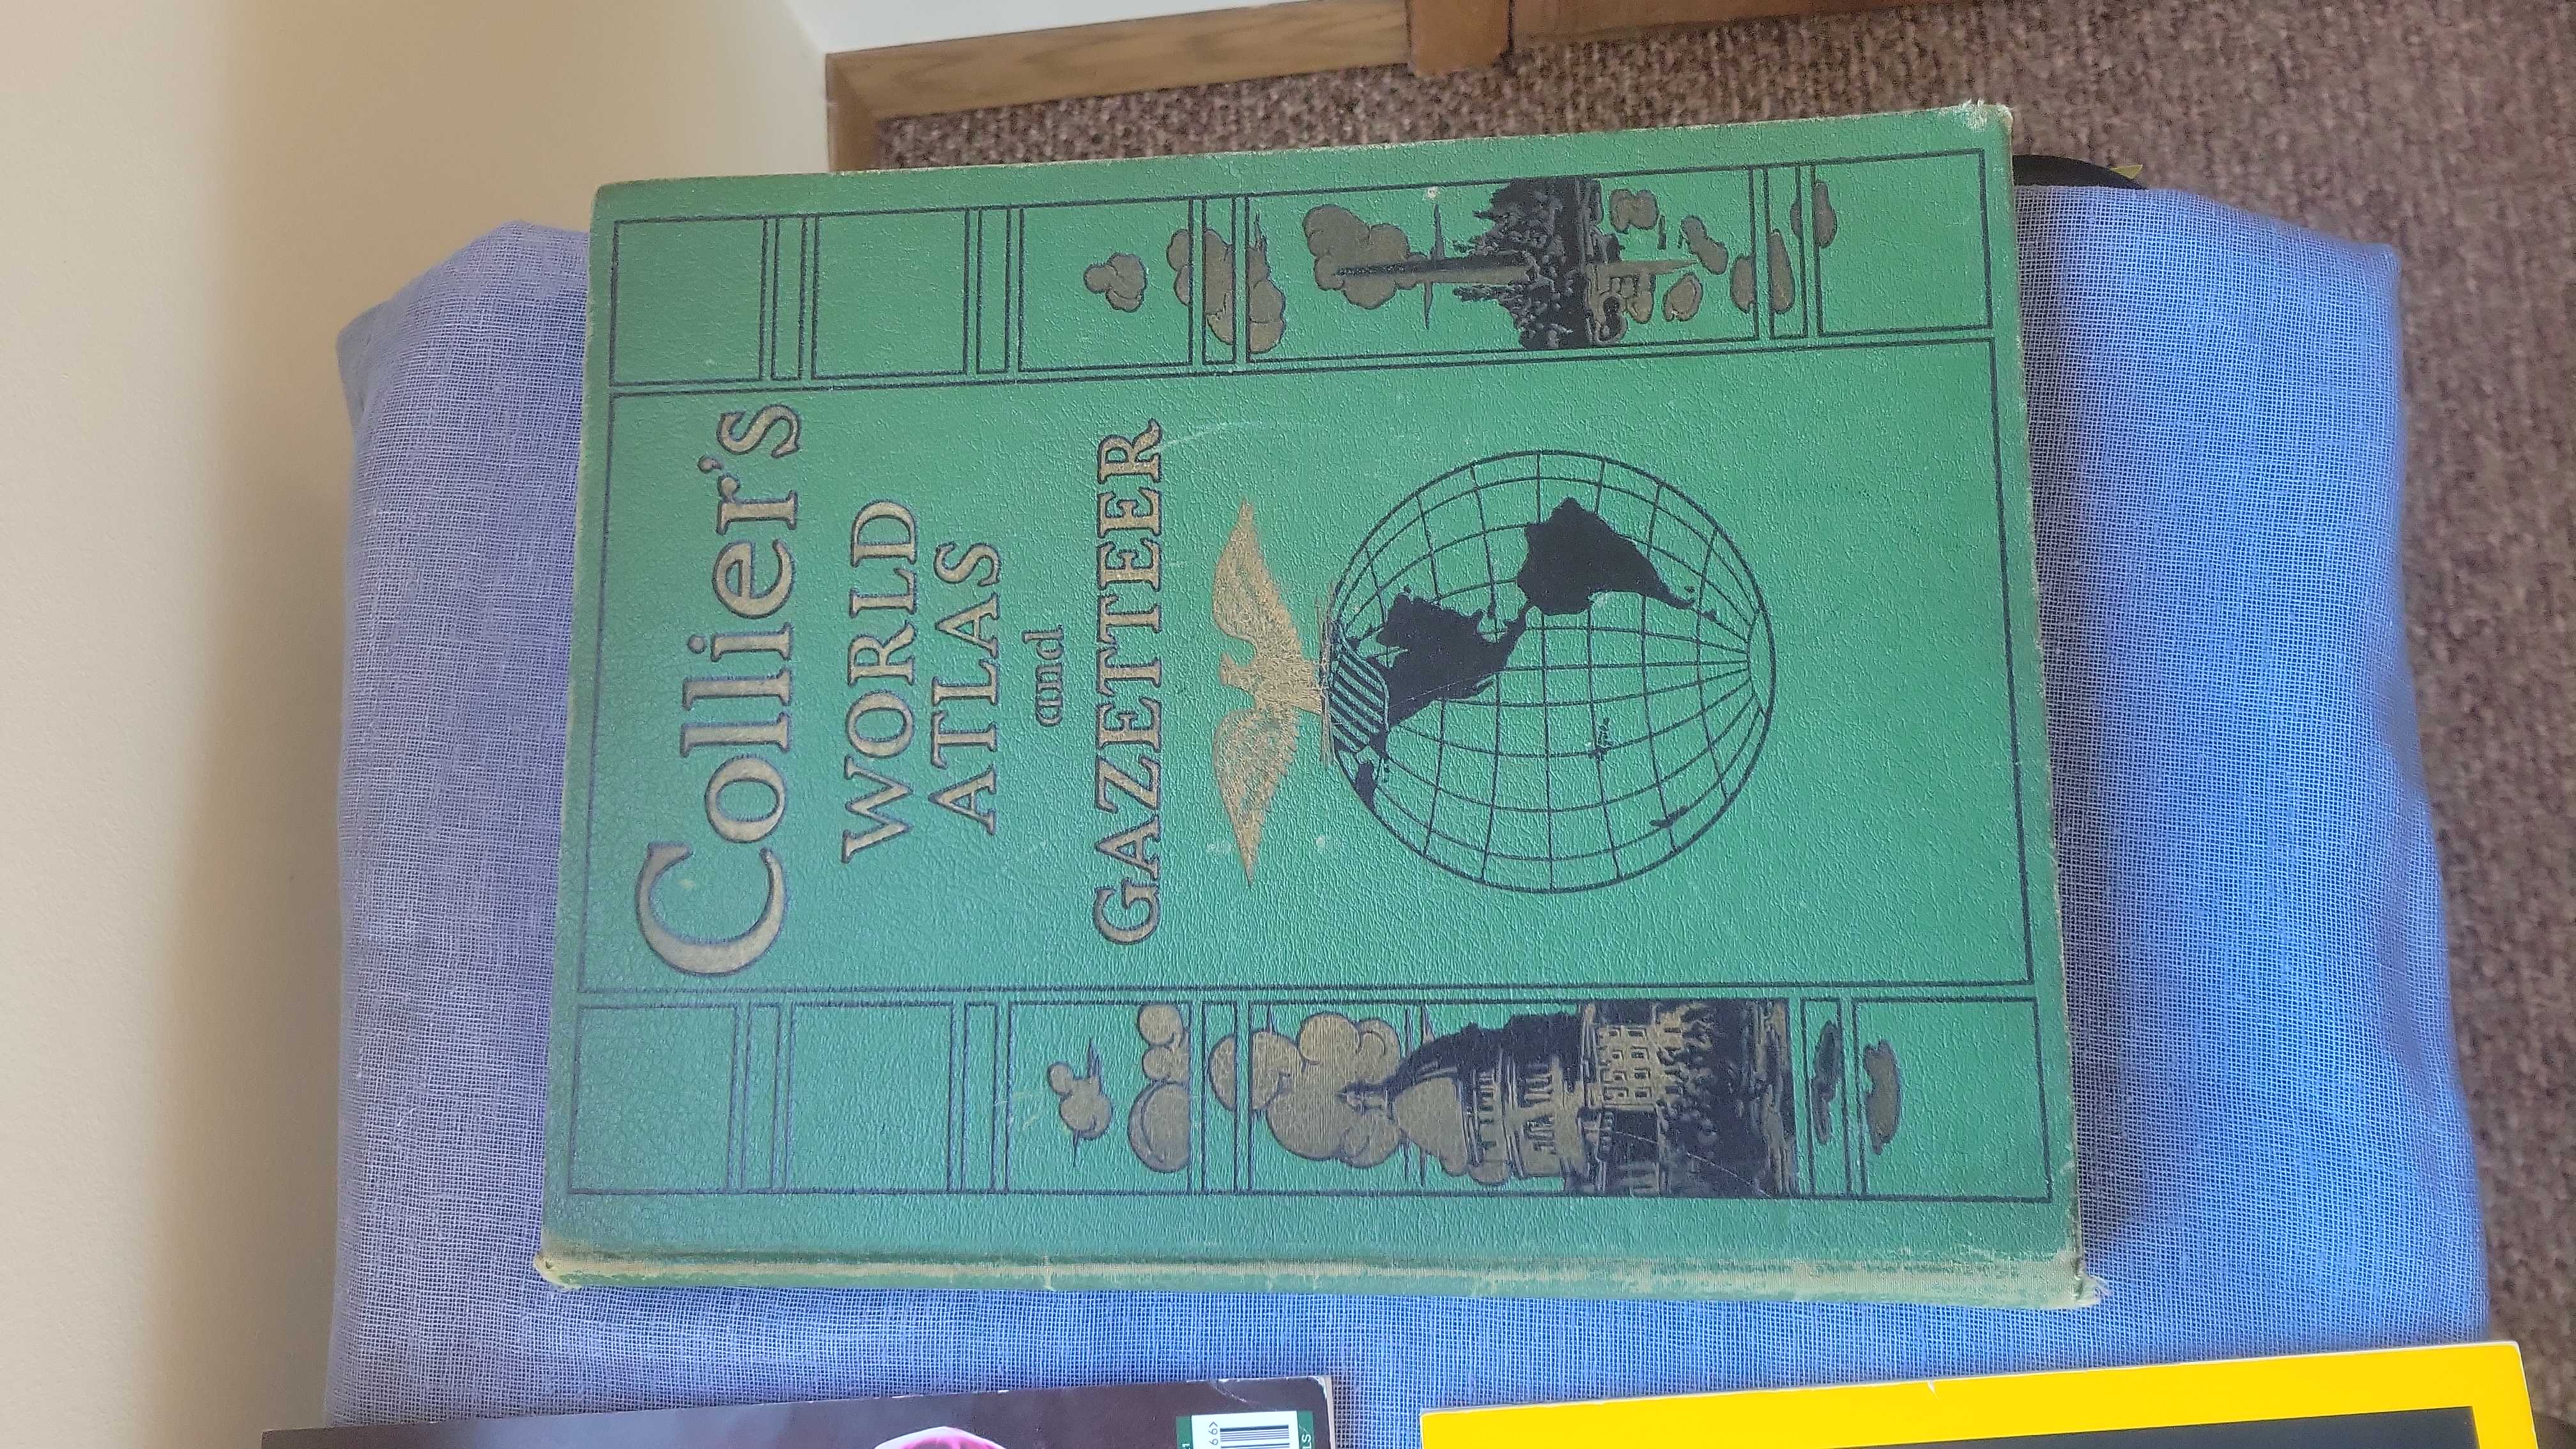 Collier's
WORLD
ATLAS
and
GAZETTEER